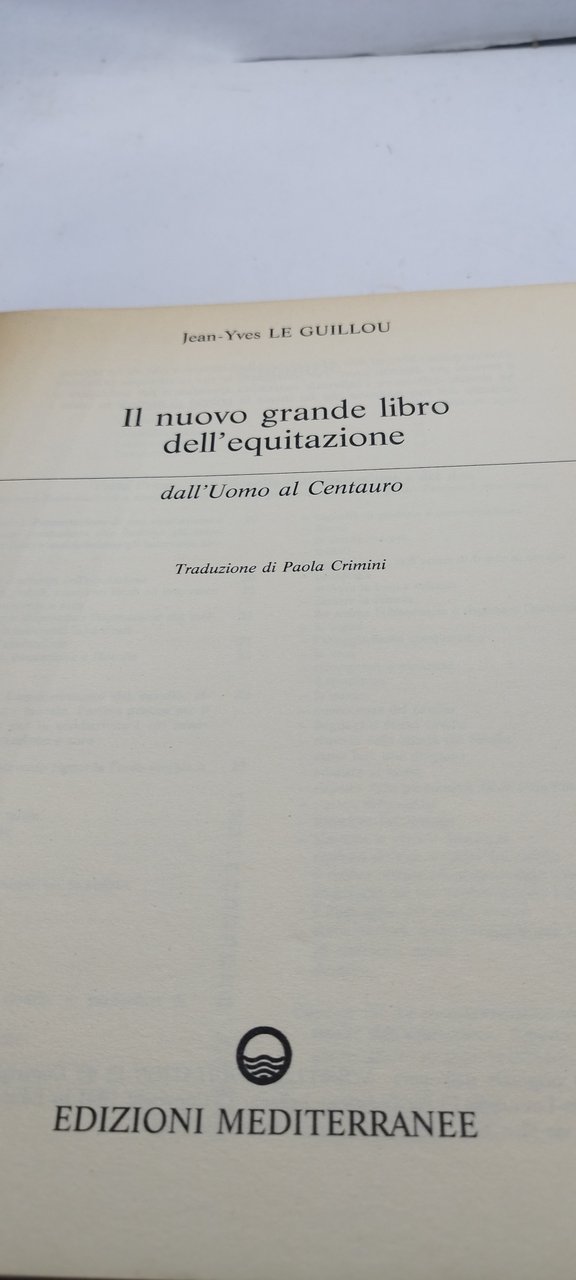 Jean-Yves LE GUILLOU
Il nuovo grande libro
dell'equitazione
dall'Uomo al Centauro
Traduzione di Paola Crimini
EDIZIONI MEDITERRANEE